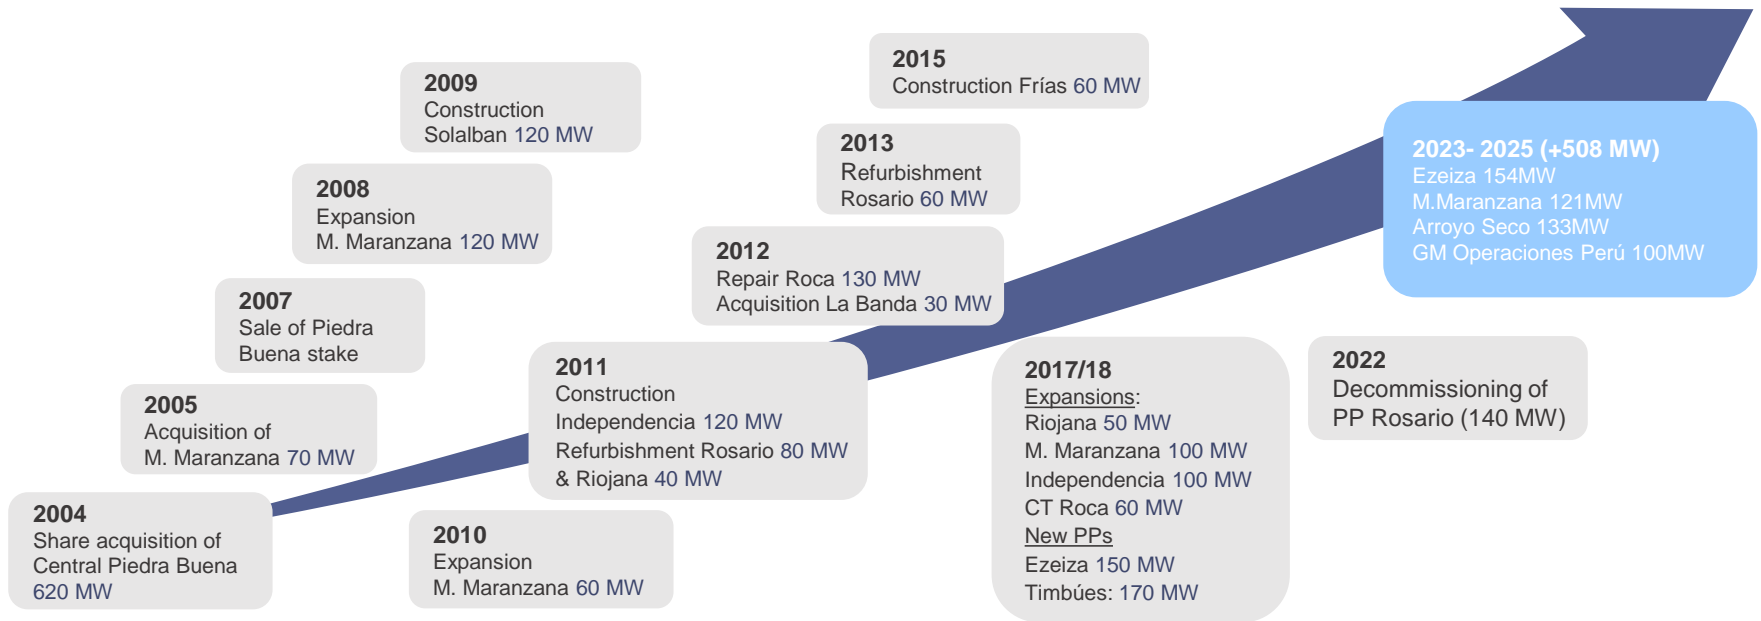 2004
Share acquisition of
Central Piedra Buena
620 MW
2005
Acquisition of
M. Maranzana 70 MW
2007
Sale of Piedra
Buena stake
2008
Expansion
M. Maranzana 120 MW
2009
Construction
Solalban 120 MW
2010
Expansion
M. Maranzana 60 MW
2011
Construction
Independencia 120 MW
Refurbishment Rosario 80 MW
& Riojana 40 MW
2012
Repair Roca 130 MW
Acquisition La Banda 30 MW
2013
Refurbishment
Rosario 60 MW
2015
Construction Frías 60 MW
2017/18
Expansions:
Riojana 50 MW
M. Maranzana 100 MW
Independencia 100 MW
CT Roca 60 MW
New PPs
Ezeiza 150 MW
Timbúes: 170 MW
2022
Decommissioning of
PP Rosario (140 MW)
2023- 2025 (+508 MW)
Ezeiza 154MW
M.Maranzana 121MW
Arroyo Seco 133MW
GM Operaciones Perú 100MW